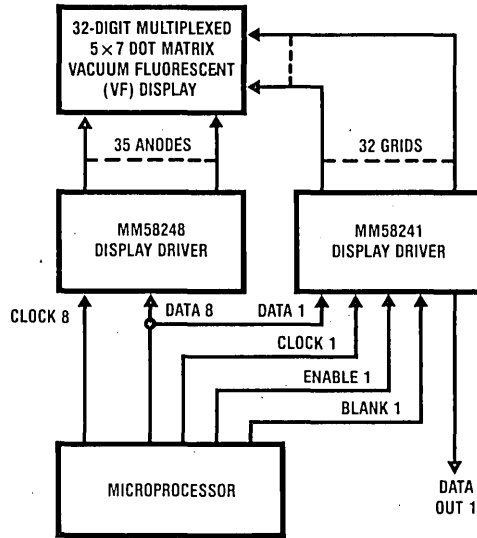 32-DIGIT MULTIPLEXED
5 × 7 DOT MATRIX
VACUUM FLUORESCENT
(VF) DISPLAY
35 ANODES
32 GRIDS
MM58248
DISPLAY DRIVER
MM58241
DISPLAY DRIVER
CLOCK 8
DATA 8
DATA 1
CLOCK 1
ENABLE 1
BLANK 1
MICROPROCESSOR
DATA
OUT 1